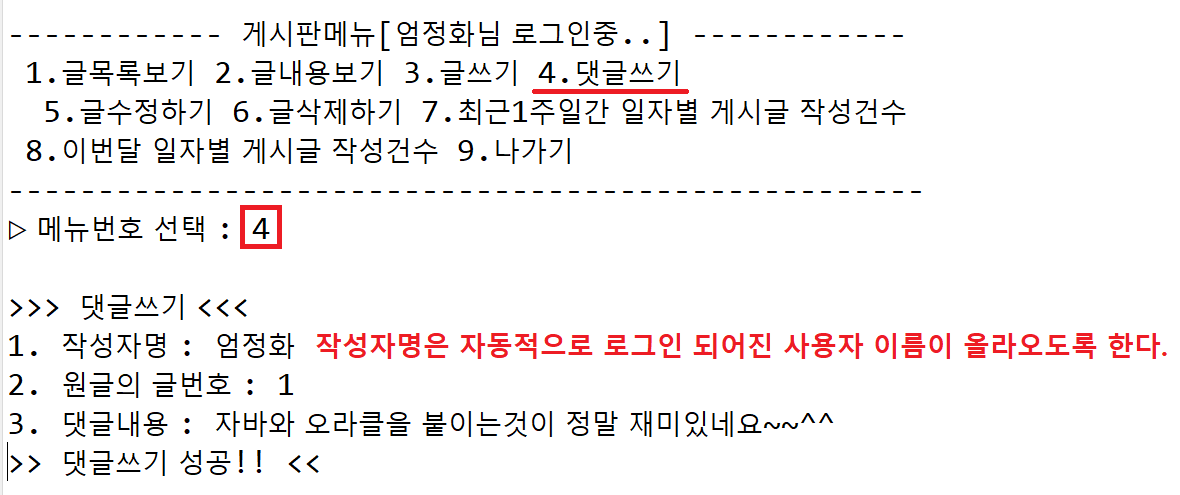 ------------ 게시판메뉴[엄정화님 로그인중..] ------------
1.글목록보기 2.글내용보기 3.글쓰기 4.댓글쓰기
5.글수정하기 6.글삭제하기 7.최근1주일간 일자별 게시글 작성건수
8.이번달 일자별 게시글 작성건수 9.나가기
---------------------------------------------------
▷ 메뉴번호 선택 : 4
>>> 댓글쓰기 <<<
1. 작성자명 : 엄정화 작성자명은 자동적으로 로그인 되어진 사용자 이름이 올라오도록 한다.
2. 원글의 글번호 : 1
3. 댓글내용 : 자바와 오라클을 붙이는것이 정말 재미있네요~~^^
>> 댓글쓰기 성공!! <<